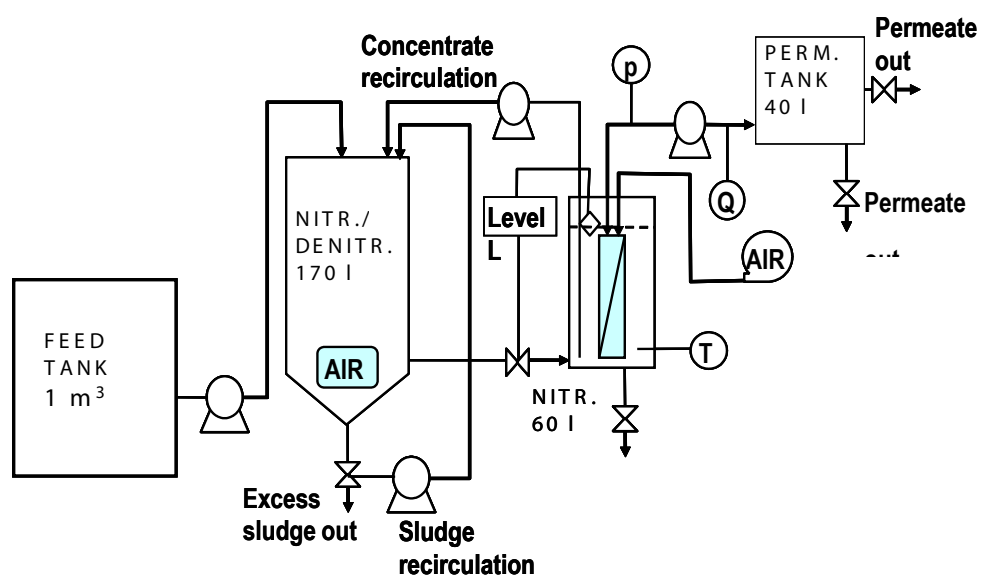 Concentrate
recirculation
p
PERM.
TANK
40 l
Permeate
out
NITR./
DENITR.
170 l
Level
L
Q
Permeate
AIR
FEED
TANK
1 m³
AIR
T
NITR.
60 l
Excess
sludge out
Sludge
recirculation